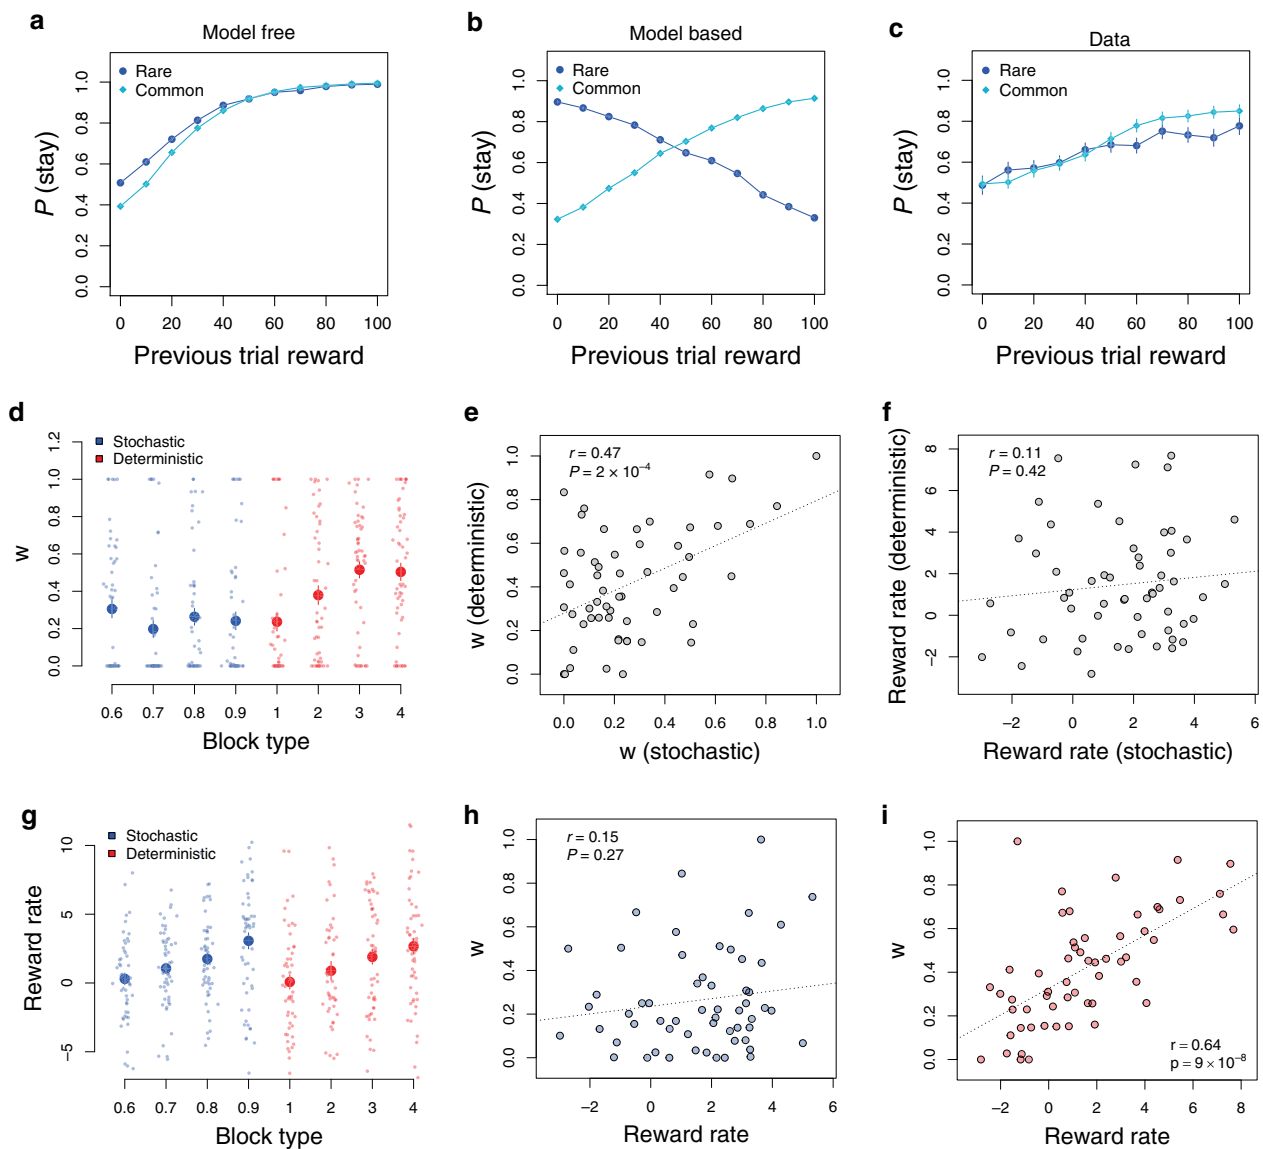 a
Model free
Rare
Common
P (stay)
0.0 0.2 0.4 0.6 0.8 1.0
0 20 40 60 80 100
Previous trial reward
b
Model based
Rare
Common
P (stay)
0.0 0.2 0.4 0.6 0.8 1.0
0 20 40 60 80 100
Previous trial reward
c
Data
Rare
Common
P (stay)
0.0 0.2 0.4 0.6 0.8 1.0
0 20 40 60 80 100
Previous trial reward
d
Stochastic
Deterministic
w
0.0 0.2 0.4 0.6 0.8 1.0 1.2
0.6 0.7 0.8 0.9 1 2 3 4
Block type
e
r = 0.47
P = 2 × 10⁻⁴
w (deterministic)
0.0 0.2 0.4 0.6 0.8 1.0
0.0 0.2 0.4 0.6 0.8 1.0
w (stochastic)
f
r = 0.11
P = 0.42
Reward rate (deterministic)
−2 0 2 4 6 8
−2 0 2 4 6
Reward rate (stochastic)
g
Stochastic
Deterministic
Reward rate
−5 0 5 10
0.6 0.7 0.8 0.9 1 2 3 4
Block type
h
r = 0.15
P = 0.27
w
0.0 0.2 0.4 0.6 0.8 1.0
−2 0 2 4 6
Reward rate
i
w
0.0 0.2 0.4 0.6 0.8 1.0
r = 0.64
p = 9 × 10⁻⁸
−2 0 2 4 6 8
Reward rate